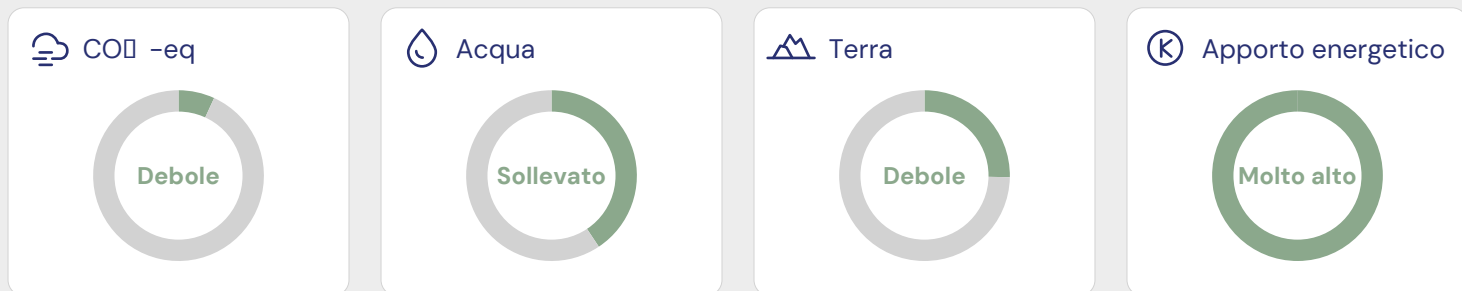 CO▯ -eq
Acqua
Terra
Apporto energetico
Debole
Sollevato
Debole
Molto alto